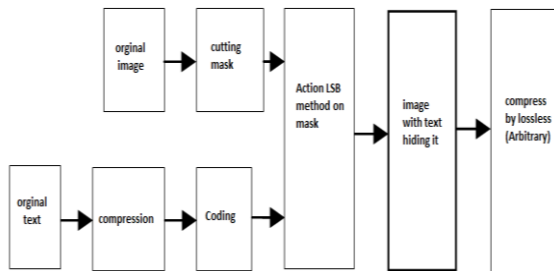 orginal
image
cutting
mask
Action LSB
method on
mask
image
with text
hiding it
compress
by lossless
(Arbitrary)
orginal
text
compression
Coding